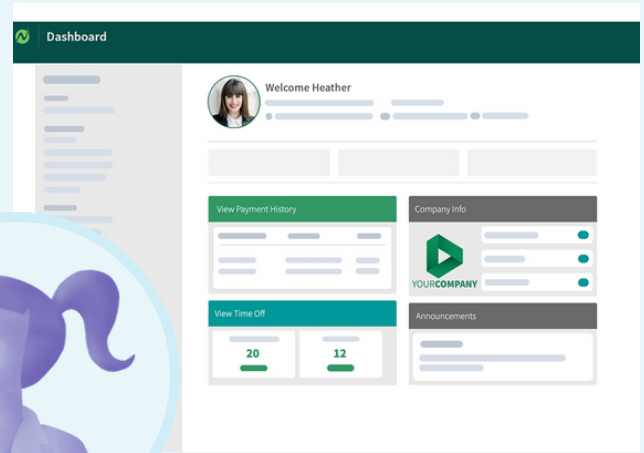 Dashboard
Welcome Heather
View Payment History
Company Info
YOURCOMPANY
View Time Off
20
12
Announcements